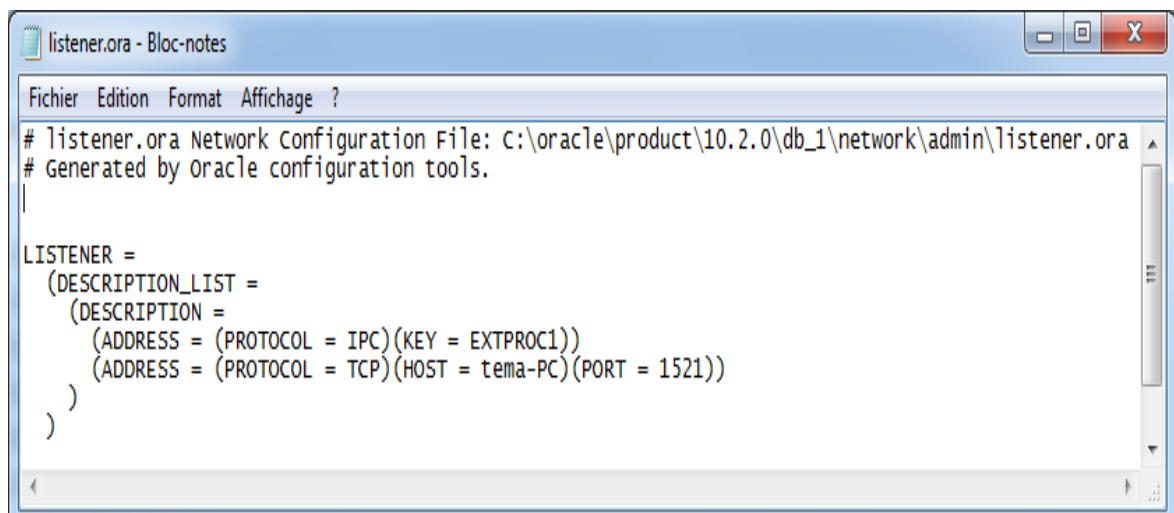 listener.ora - Bloc-notes
Fichier Edition Format Affichage ?
# listener.ora Network Configuration File: C:\oracle\product\10.2.0\db_1\network\admin\listener.ora
# Generated by Oracle configuration tools.
LISTENER =
  (DESCRIPTION_LIST =
    (DESCRIPTION =
      (ADDRESS = (PROTOCOL = IPC)(KEY = EXTPROC1))
      (ADDRESS = (PROTOCOL = TCP)(HOST = tema-PC)(PORT = 1521))
    )
  )